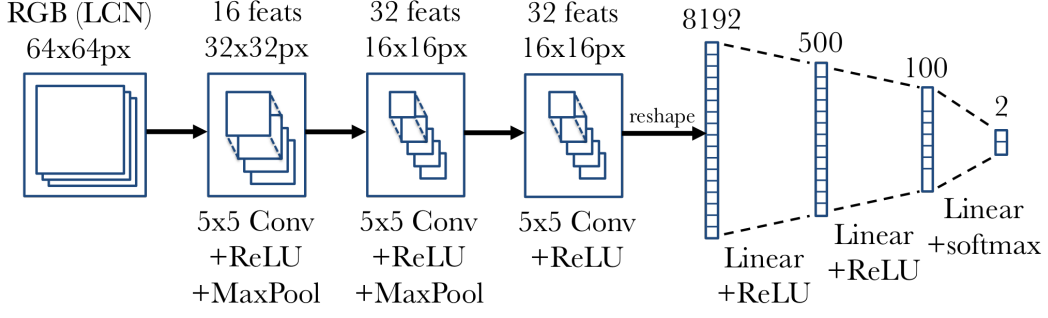 RGB (LCN)
64x64px
16 feats
32x32px
5x5 Conv
+ReLU
+MaxPool
32 feats
16x16px
5x5 Conv
+ReLU
+MaxPool
32 feats
16x16px
5x5 Conv
+ReLU
reshape
8192
500
100
2
Linear
+ReLU
Linear
+ReLU
Linear
+softmax